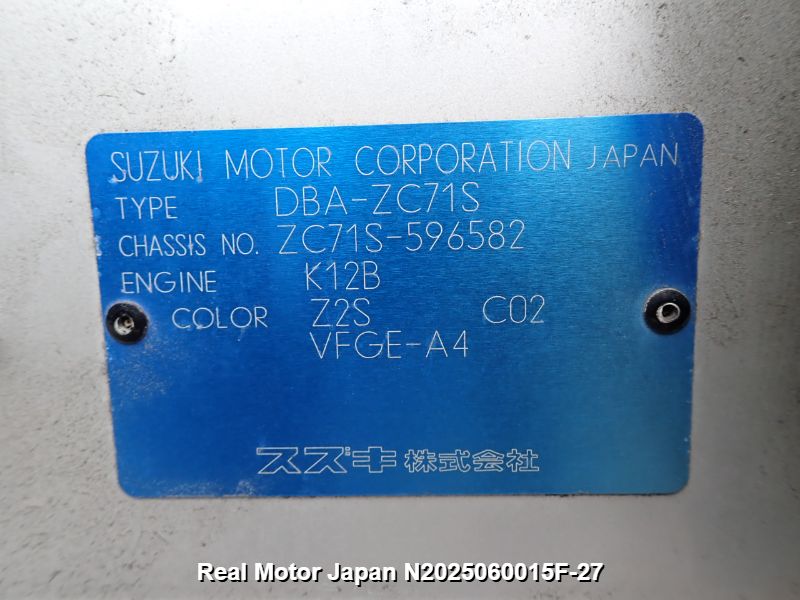 SUZUKI MOTOR CORPORATION JAPAN
TYPE DBA-ZC71S
CHASSIS NO. ZC71S-596582
ENGINE K12B
COLOR Z2S C02
VFGE-A4
スズキ株式会社
Real Motor Japan N2025060015F-27